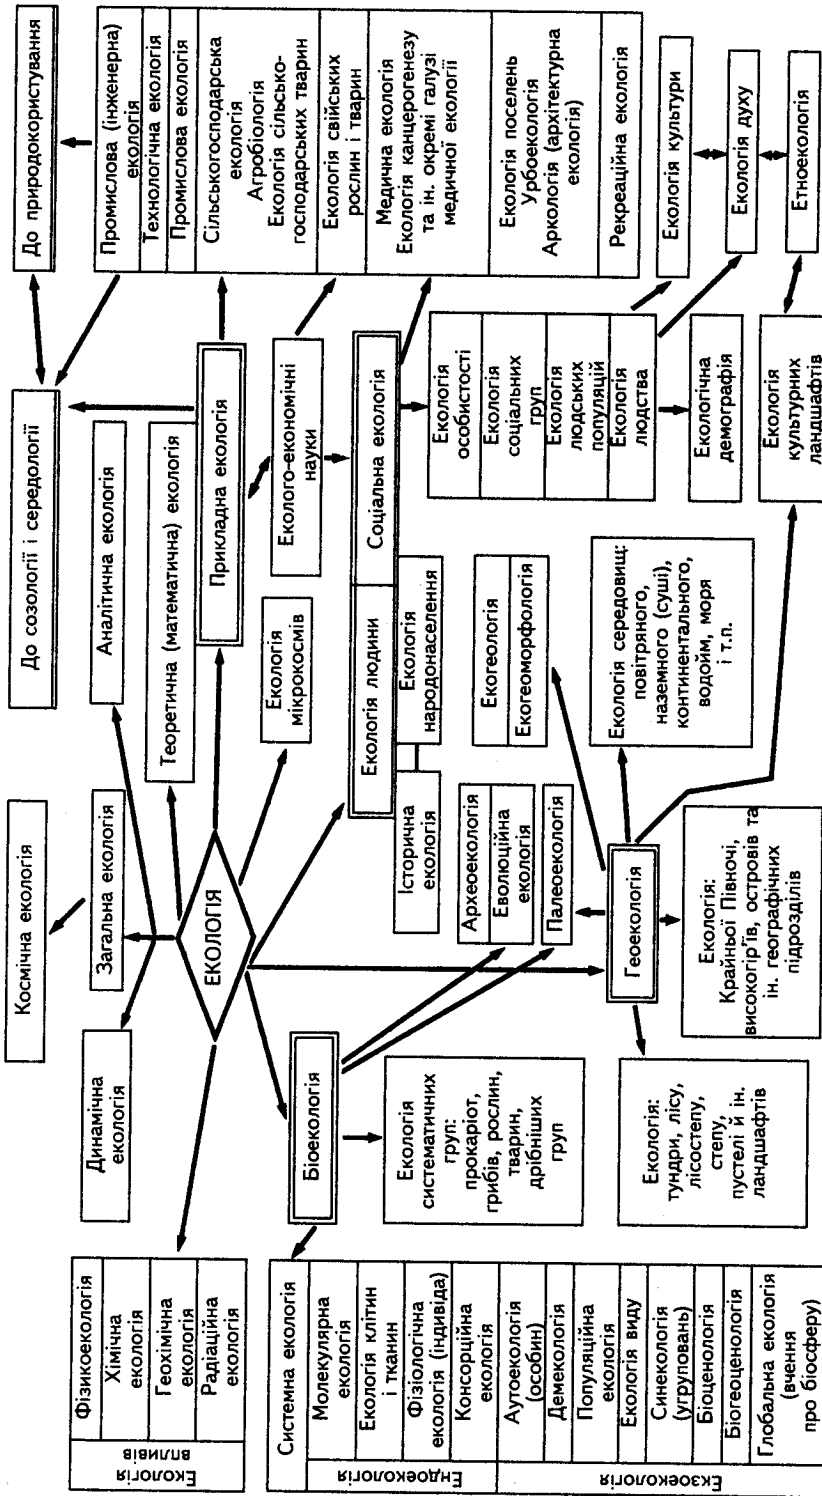 Космічна екологія
Динамічна
екологія
Загальна екологія
Аналітична екологія
До созології і середології
До природокористування
Теоретична (математична) екологія
ЕКОЛОГІЯ
Прикладна екологія
Промислова (інженерна)
екологія
Технологічна екологія
Промислова екологія
Сільськогосподарська
екологія
Агробіологія
Екологія сільсько-
господарських тварин
Екологія свійських
рослин і тварин
Медична екологія
Екологія канцерогенезу
та ін. окремі галузі
медичної екології
Екологія поселень
Урбоекологія
Аркологія (архітектурна
екологія)
Рекреаційна екологія
Екологія
впливів
Фізикоекологія
Хімічна
екологія
Геохімічна
екологія
Радіаційна
екологія
Екологія
мікрокосмів
Еколого-економічні
науки
Екологія людини
Соціальна екологія
Історична
екологія
Екологія
народонаселення
Екологія
особистості
Екологія
соціальних
груп
Екологія
людських
популяцій
Екологія
людства
Екологія культури
Екологія духу
Етноекологія
Екологічна
демографія
Екологія
культурних
ландшафтів
Біоекологія
Системна екологія
Ендоекологія
Молекулярна
екологія
Екологія клітин
і тканин
Фізіологічна
екологія (індивіда)
Консорційна
екологія
Екзоекологія
Аутоекологія
(особин)
Демекологія
Популяційна
екологія
Екологія виду
Синекологія
(угруповань)
Біоценологія
Біогеоценологія
Глобальна екологія
(вчення
про біосферу)
Екологія
систематичних
груп:
прокаріот,
грибів, рослин,
тварин,
дрібніших
груп
Археоекологія
Еволюційна
екологія
Палеоекологія
Екогеологія
Екогеоморфологія
Геоекологія
Екологія:
тундри, лісу,
лісостепу,
степу,
пустелі й ін.
ландшафтів
Екологія:
Крайньої Півночі,
високогір'їв, островів та
ін. географічних
підрозділів
Екологія середовищ:
повітряного,
наземного (суші),
континентального,
водойм, моря
і т.п.